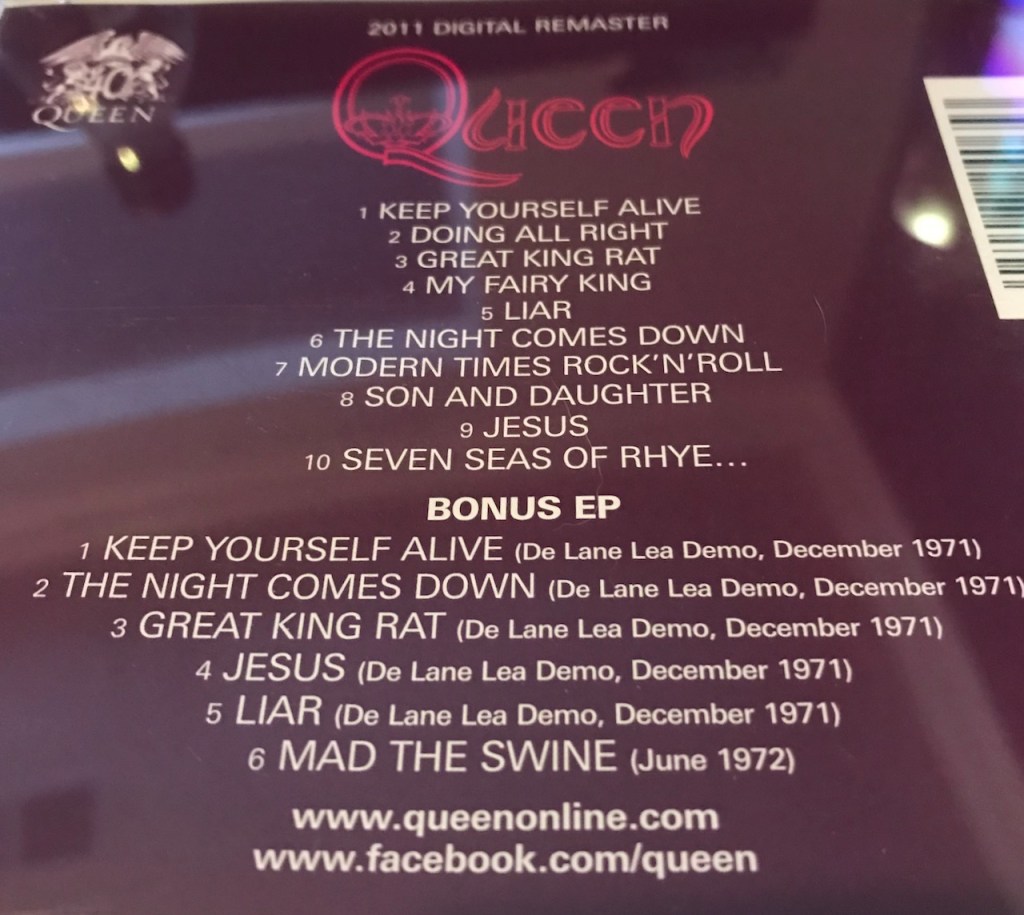 2011 DIGITAL REMASTER
40
QUEEN
Queen
1 KEEP YOURSELF ALIVE
2 DOING ALL RIGHT
3 GREAT KING RAT
4 MY FAIRY KING
5 LIAR
6 THE NIGHT COMES DOWN
7 MODERN TIMES ROCK'N'ROLL
8 SON AND DAUGHTER
9 JESUS
10 SEVEN SEAS OF RHYE...
BONUS EP
1 KEEP YOURSELF ALIVE (De Lane Lea Demo, December 1971)
2 THE NIGHT COMES DOWN (De Lane Lea Demo, December 1971)
3 GREAT KING RAT (De Lane Lea Demo, December 1971)
4 JESUS (De Lane Lea Demo, December 1971)
5 LIAR (De Lane Lea Demo, December 1971)
6 MAD THE SWINE (June 1972)
www.queenonline.com
www.facebook.com/queen